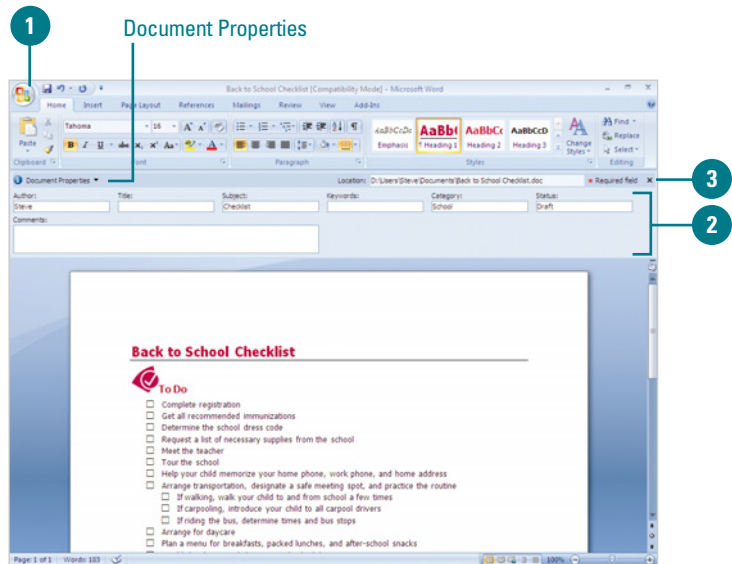 1
Document Properties
Back to School Checklist [Compatibility Mode] - Microsoft Word
Home Insert Page Layout References Mailings Review View Add-Ins
Paste
Tahoma 16
AaBbCcDc AaBb( AaBbCc AaBbCcD
Emphasis ¶ Heading 1 Heading 2 Heading 3
Change Styles
Find
Replace
Select
Clipboard Font Paragraph Styles Editing
Document Properties Location: D:\Users\Steve\Documents\Back to School Checklist.doc * Required field
3
Author: Title: Subject: Keywords: Category: Status:
Steve Checklist School Draft
Comments:
2
Back to School Checklist
To Do
Complete registration
Get all recommended immunizations
Determine the school dress code
Request a list of necessary supplies from the school
Meet the teacher
Tour the school
Help your child memorize your home phone, work phone, and home address
Arrange transportation, designate a safe meeting spot, and practice the routine
If walking, walk your child to and from school a few times
If carpooling, introduce your child to all carpool drivers
If riding the bus, determine times and bus stops
Arrange for daycare
Plan a menu for breakfasts, packed lunches, and after-school snacks
Page: 1 of 1 Words: 103 100%